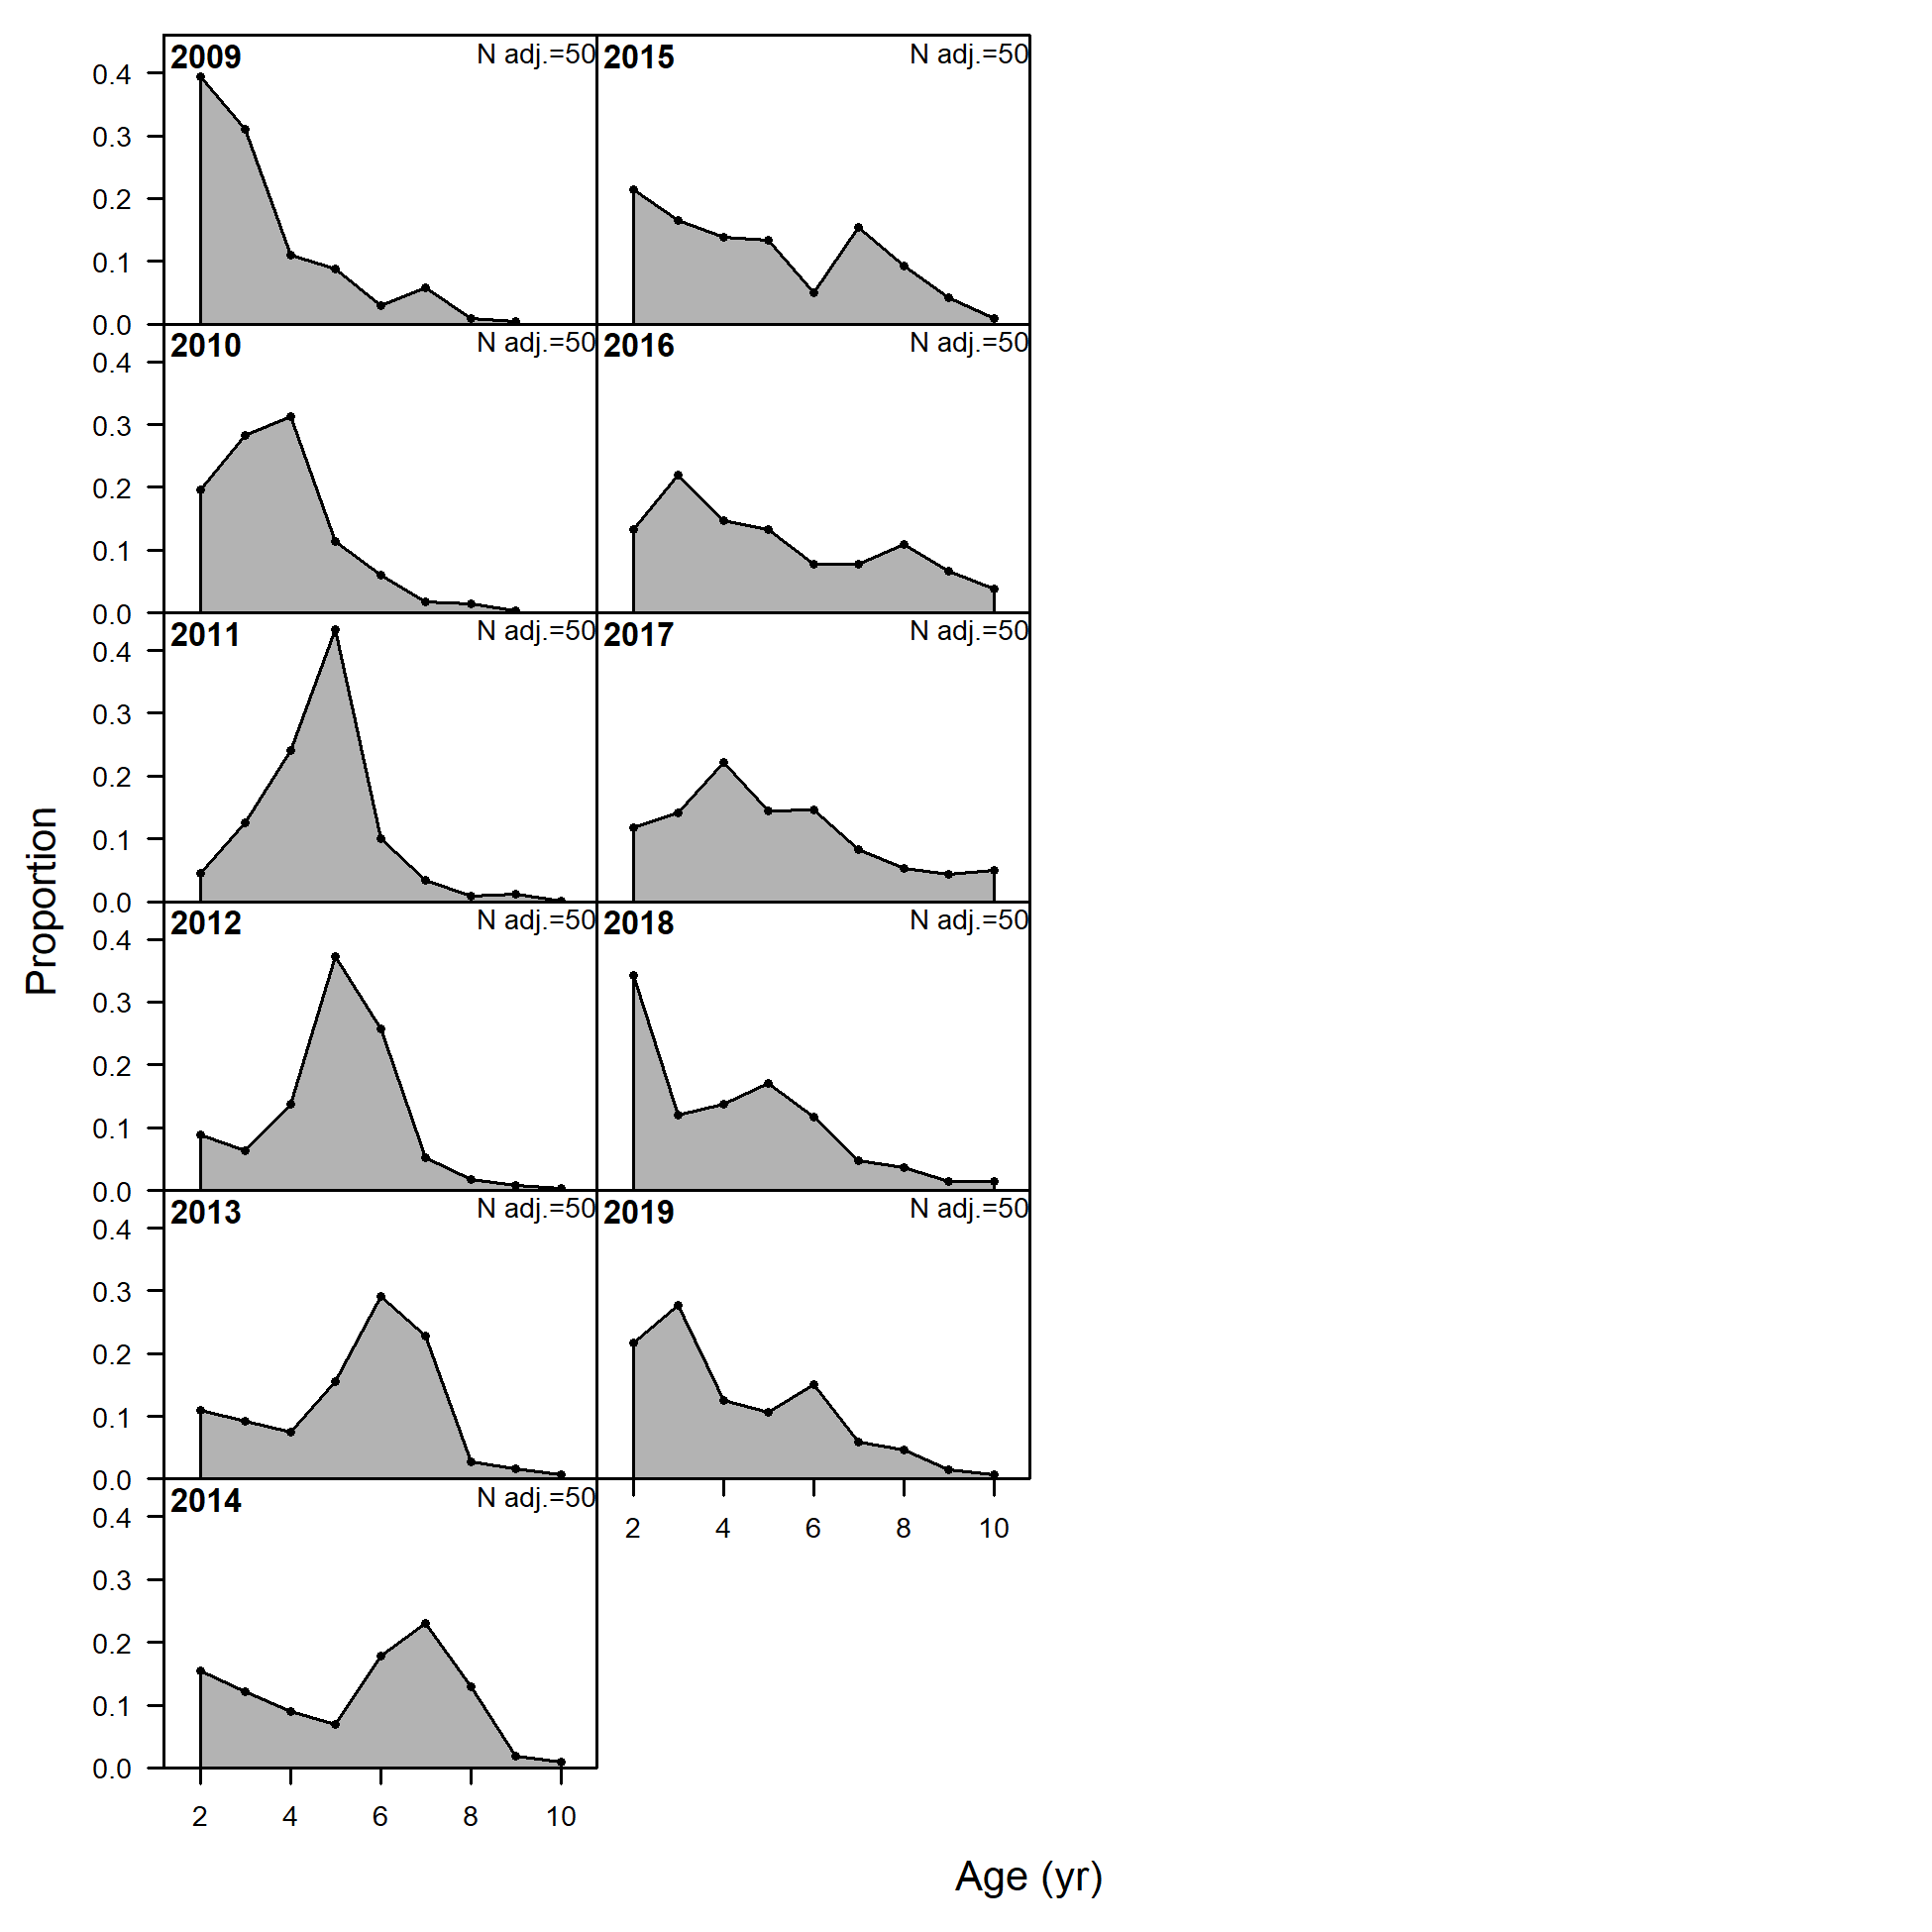 Proportion
2009 N adj.=50
0.4
0.3
0.2
0.1
0.0
2010 N adj.=50
0.4
0.3
0.2
0.1
0.0
2011 N adj.=50
0.4
0.3
0.2
0.1
0.0
2012 N adj.=50
0.4
0.3
0.2
0.1
0.0
2013 N adj.=50
0.4
0.3
0.2
0.1
0.0
2014 N adj.=50
0.4
0.3
0.2
0.1
0.0
2 4 6 8 10
2015 N adj.=50
2016 N adj.=50
2017 N adj.=50
2018 N adj.=50
2019 N adj.=50
2 4 6 8 10
Age (yr)